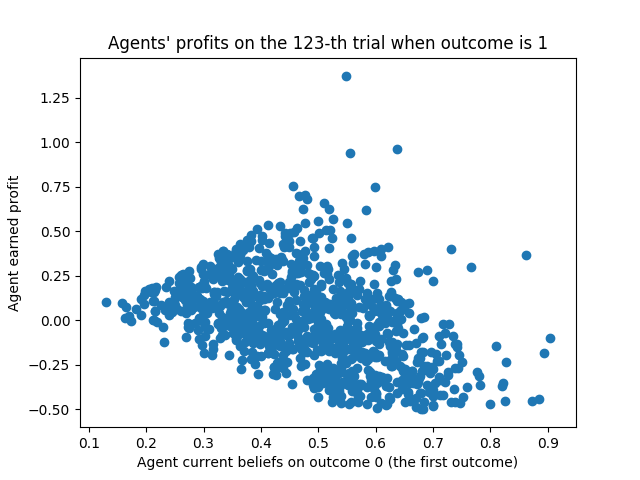 Agents' profits on the 123-th trial when outcome is 1
1.25
1.00
0.75
0.50
0.25
0.00
−0.25
−0.50
Agent earned profit
0.1 0.2 0.3 0.4 0.5 0.6 0.7 0.8 0.9
Agent current beliefs on outcome 0 (the first outcome)